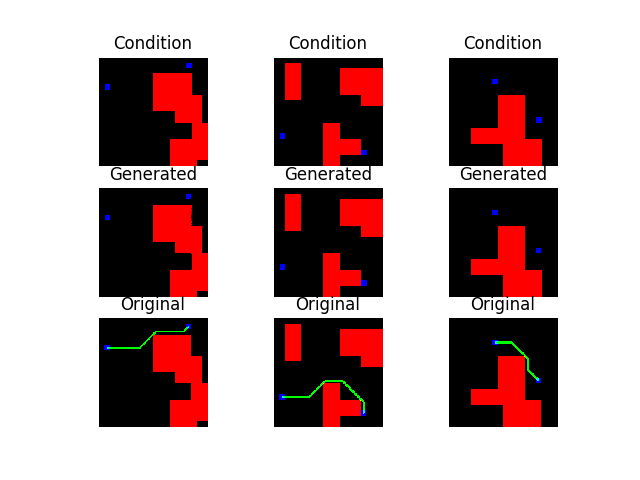 Condition Condition Condition
Generated Generated Generated
Original Original Original